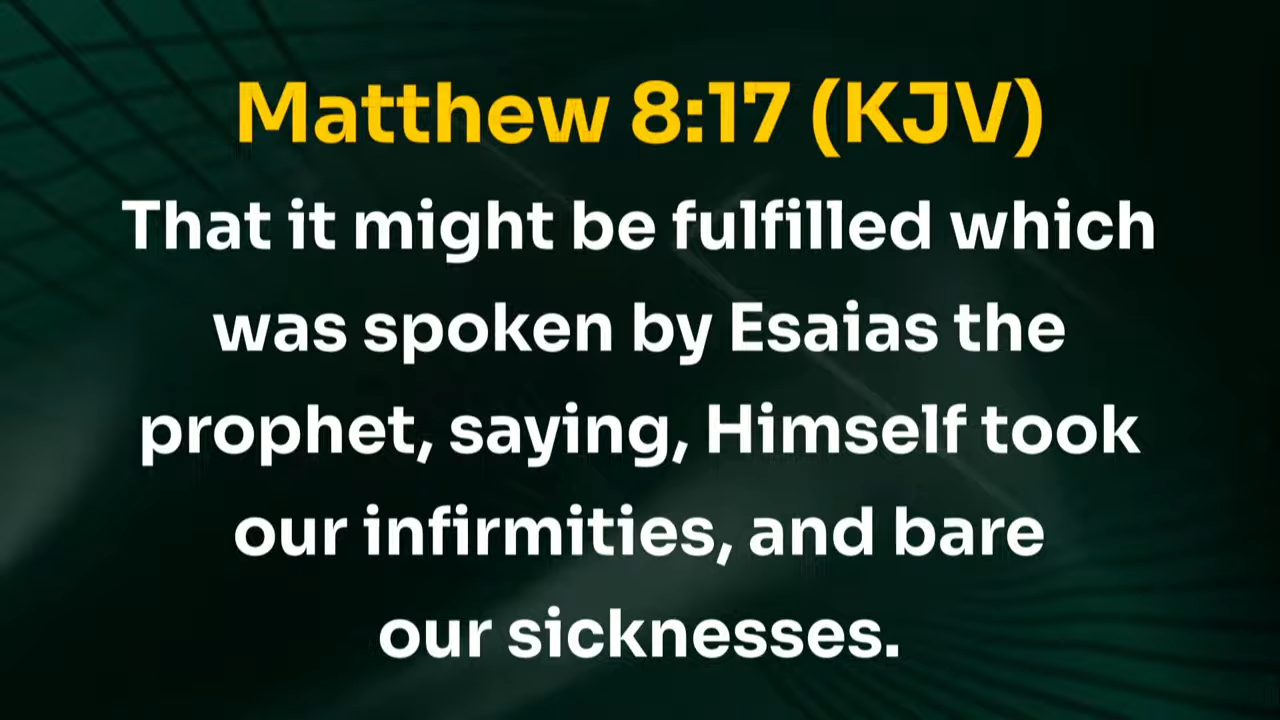 Matthew 8:17 (KJV)
That it might be fulfilled which
was spoken by Esaias the
prophet, saying, Himself took
our infirmities, and bare
our sicknesses.